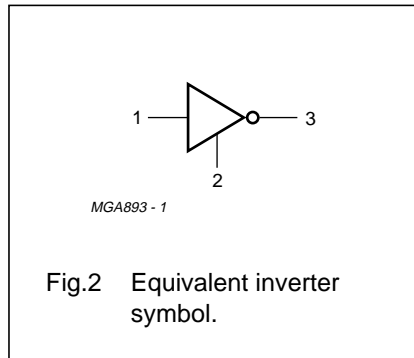 1
3
2
MGA893 - 1
Fig.2 Equivalent inverter
symbol.